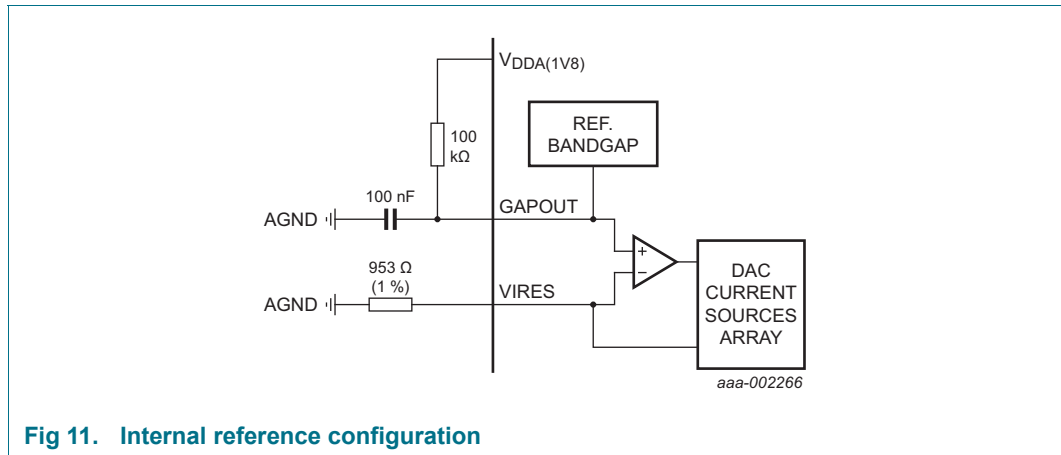 VDDA(1V8)
100
kΩ
REF.
BANDGAP
100 nF
AGND
GAPOUT
+
−
953 Ω
(1 %)
AGND
VIRES
DAC
CURRENT
SOURCES
ARRAY
aaa-002266
Fig 11. Internal reference configuration